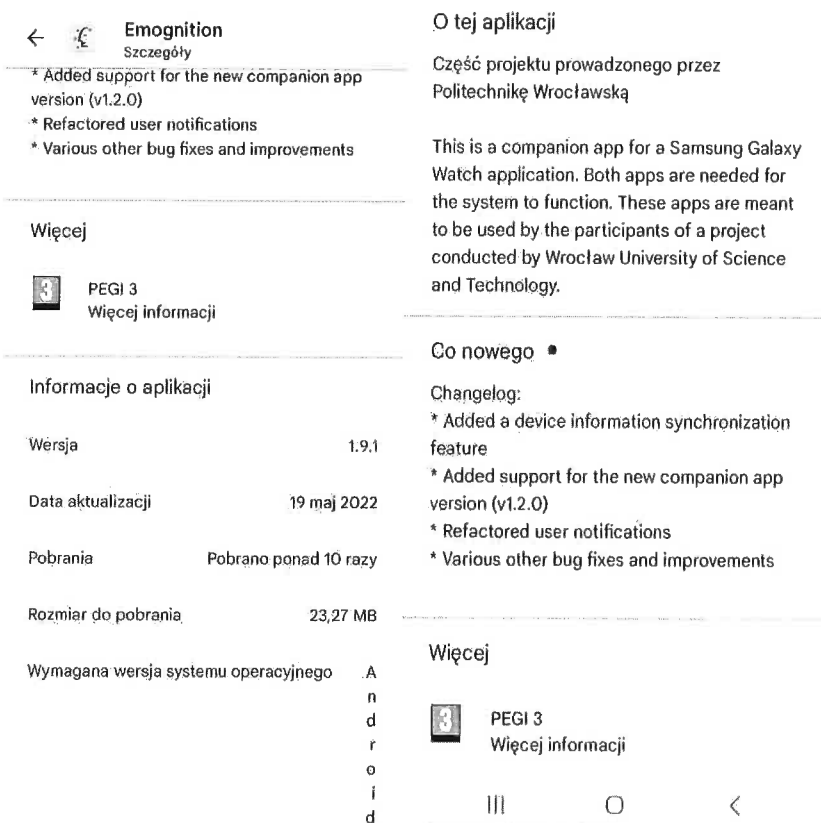 Emognition
Szczegóły
* Added support for the new companion app
version (v1.2.0)
* Refactored user notifications
* Various other bug fixes and improvements
Więcej
3
PEGI 3
Więcej informacji
Informacje o aplikacji
Wersja 1.9.1
Data aktualizacji 19 maj 2022
Pobrania Pobrano ponad 10 razy
Rozmiar do pobrania 23,27 MB
Wymagana wersja systemu operacyjnego A
n
d
r
o
i
d
O tej aplikacji
Część projektu prowadzonego przez
Politechnikę Wrocławską
This is a companion app for a Samsung Galaxy
Watch application. Both apps are needed for
the system to function. These apps are meant
to be used by the participants of a project
conducted by Wrocław University of Science
and Technology.
Co nowego
Changelog:
* Added a device information synchronization
feature
* Added support for the new companion app
version (v1.2.0)
* Refactored user notifications
* Various other bug fixes and improvements
Więcej
3
PEGI 3
Więcej informacji